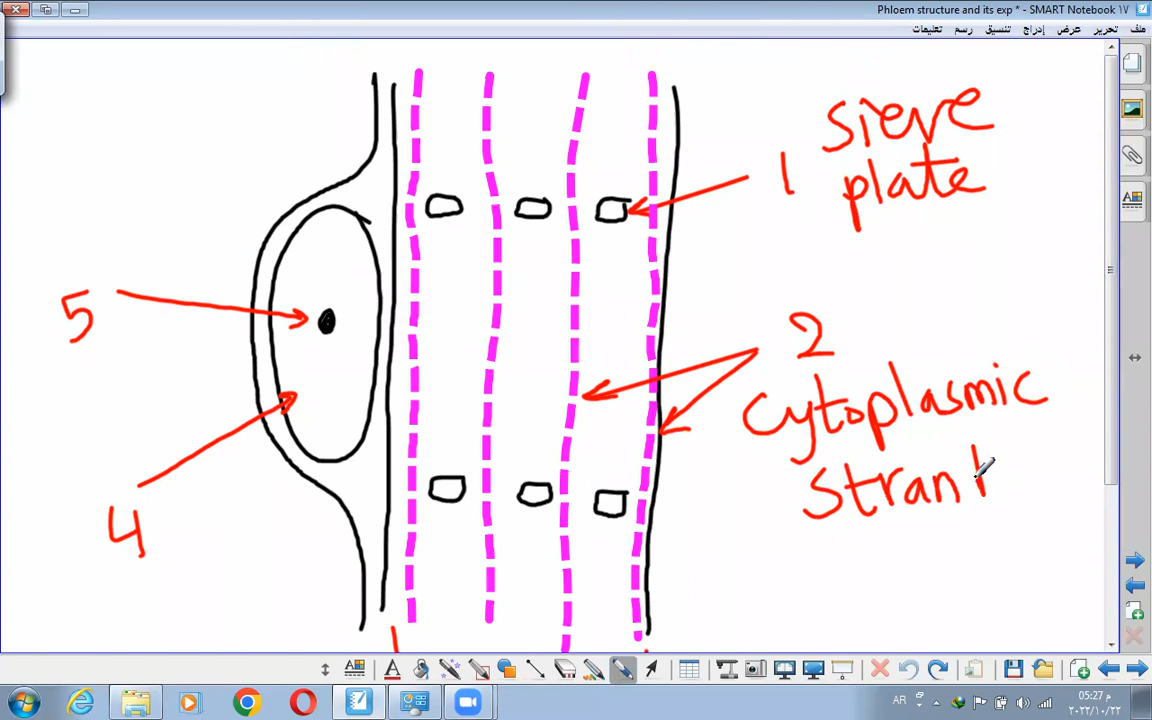 Phloem structure and its exp * - SMART Notebook ١٧
ملف تحرير عرض إدراج تنسيق رسم تعليمات
1 sieve
plate
5
2
cytoplasmic
stran
4
AR
05:27 م
٢٠٢٢/١٠/٢٢